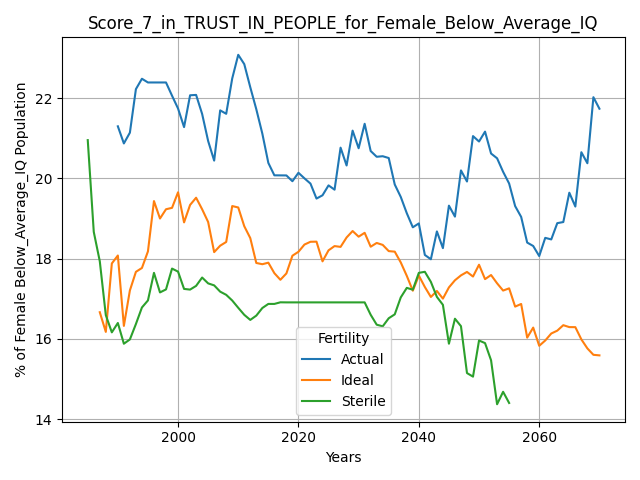 Score_7_in_TRUST_IN_PEOPLE_for_Female_Below_Average_IQ
% of Female Below_Average_IQ Population
22
20
18
16
14
Fertility
Actual
Ideal
Sterile
2000 2020 2040 2060
Years